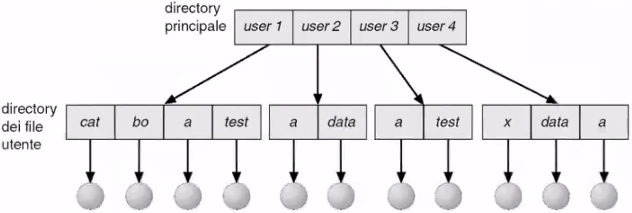 directory
principale
user 1 user 2 user 3 user 4
directory
dei file
utente
cat bo a test a data a test x data a